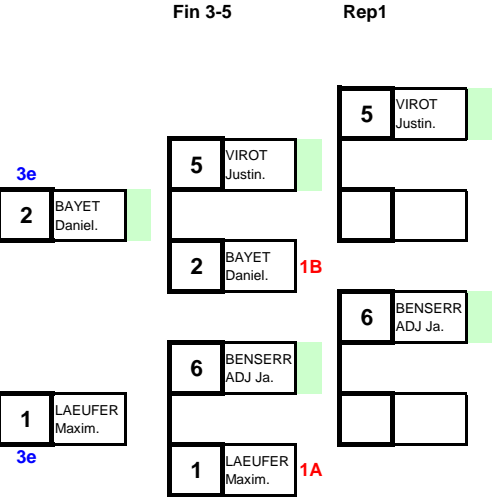 Fin 3-5 Rep1
5 VIROT
Justin.
5 VIROT
Justin.
3e
2 BAYET
Daniel.
2 BAYET
Daniel. 1B
6 BENSERR
ADJ Ja.
6 BENSERR
ADJ Ja.
1 LAEUFER
Maxim.
3e
1 LAEUFER
Maxim. 1A